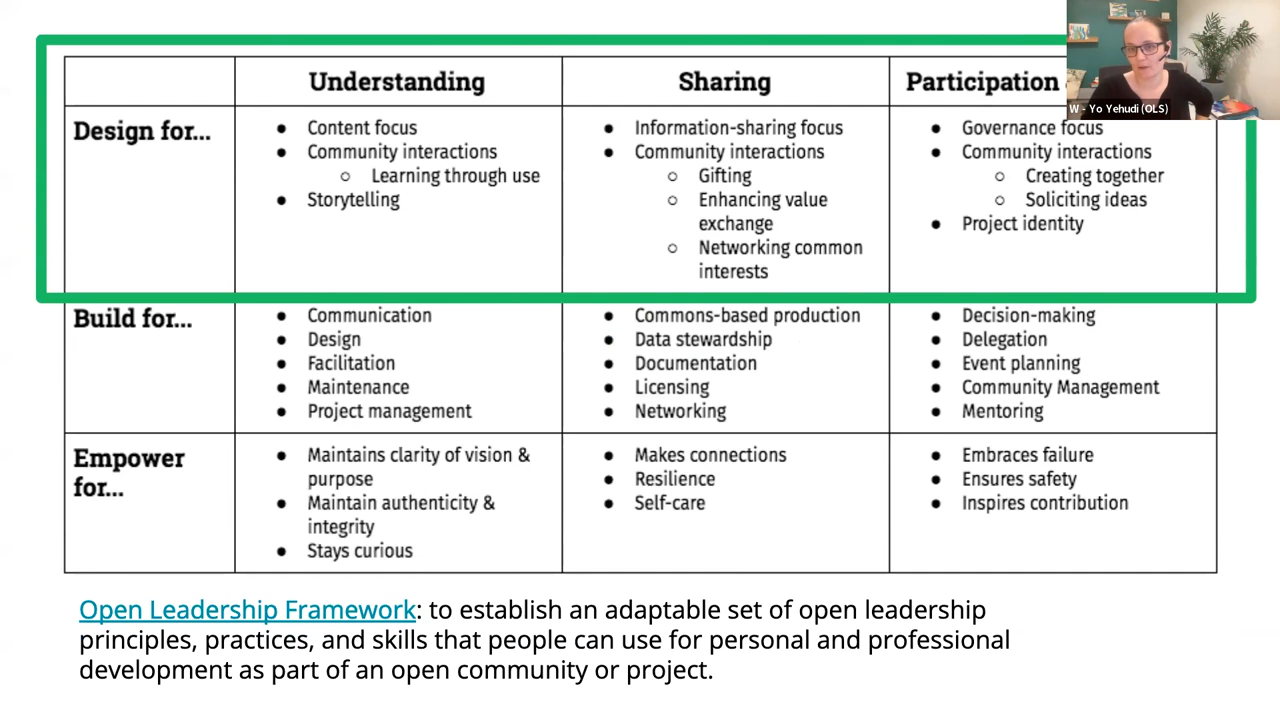 Understanding
Sharing
Participation
W - Yo Yehudi (OLS)
Design for...
Content focus
Community interactions
Learning through use
Storytelling
Information-sharing focus
Community interactions
Gifting
Enhancing value
exchange
Networking common
interests
Governance focus
Community interactions
Creating together
Soliciting ideas
Project identity
Build for...
Communication
Design
Facilitation
Maintenance
Project management
Commons-based production
Data stewardship
Documentation
Licensing
Networking
Decision-making
Delegation
Event planning
Community Management
Mentoring
Empower
for...
Maintains clarity of vision &
purpose
Maintain authenticity &
integrity
Stays curious
Makes connections
Resilience
Self-care
Embraces failure
Ensures safety
Inspires contribution
Open Leadership Framework: to establish an adaptable set of open leadership
principles, practices, and skills that people can use for personal and professional
development as part of an open community or project.